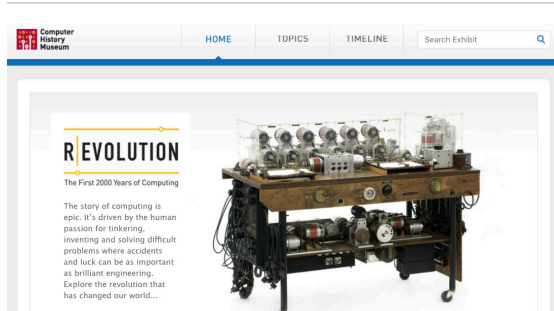 Computer
History
Museum
HOME
TOPICS
TIMELINE
Search Exhibit
R|EVOLUTION
The First 2000 Years of Computing
The story of computing is
epic. It's driven by the human
passion for tinkering,
inventing and solving difficult
problems where accidents
and luck can be as important
as brilliant engineering.
Explore the revolution that
has changed our world...